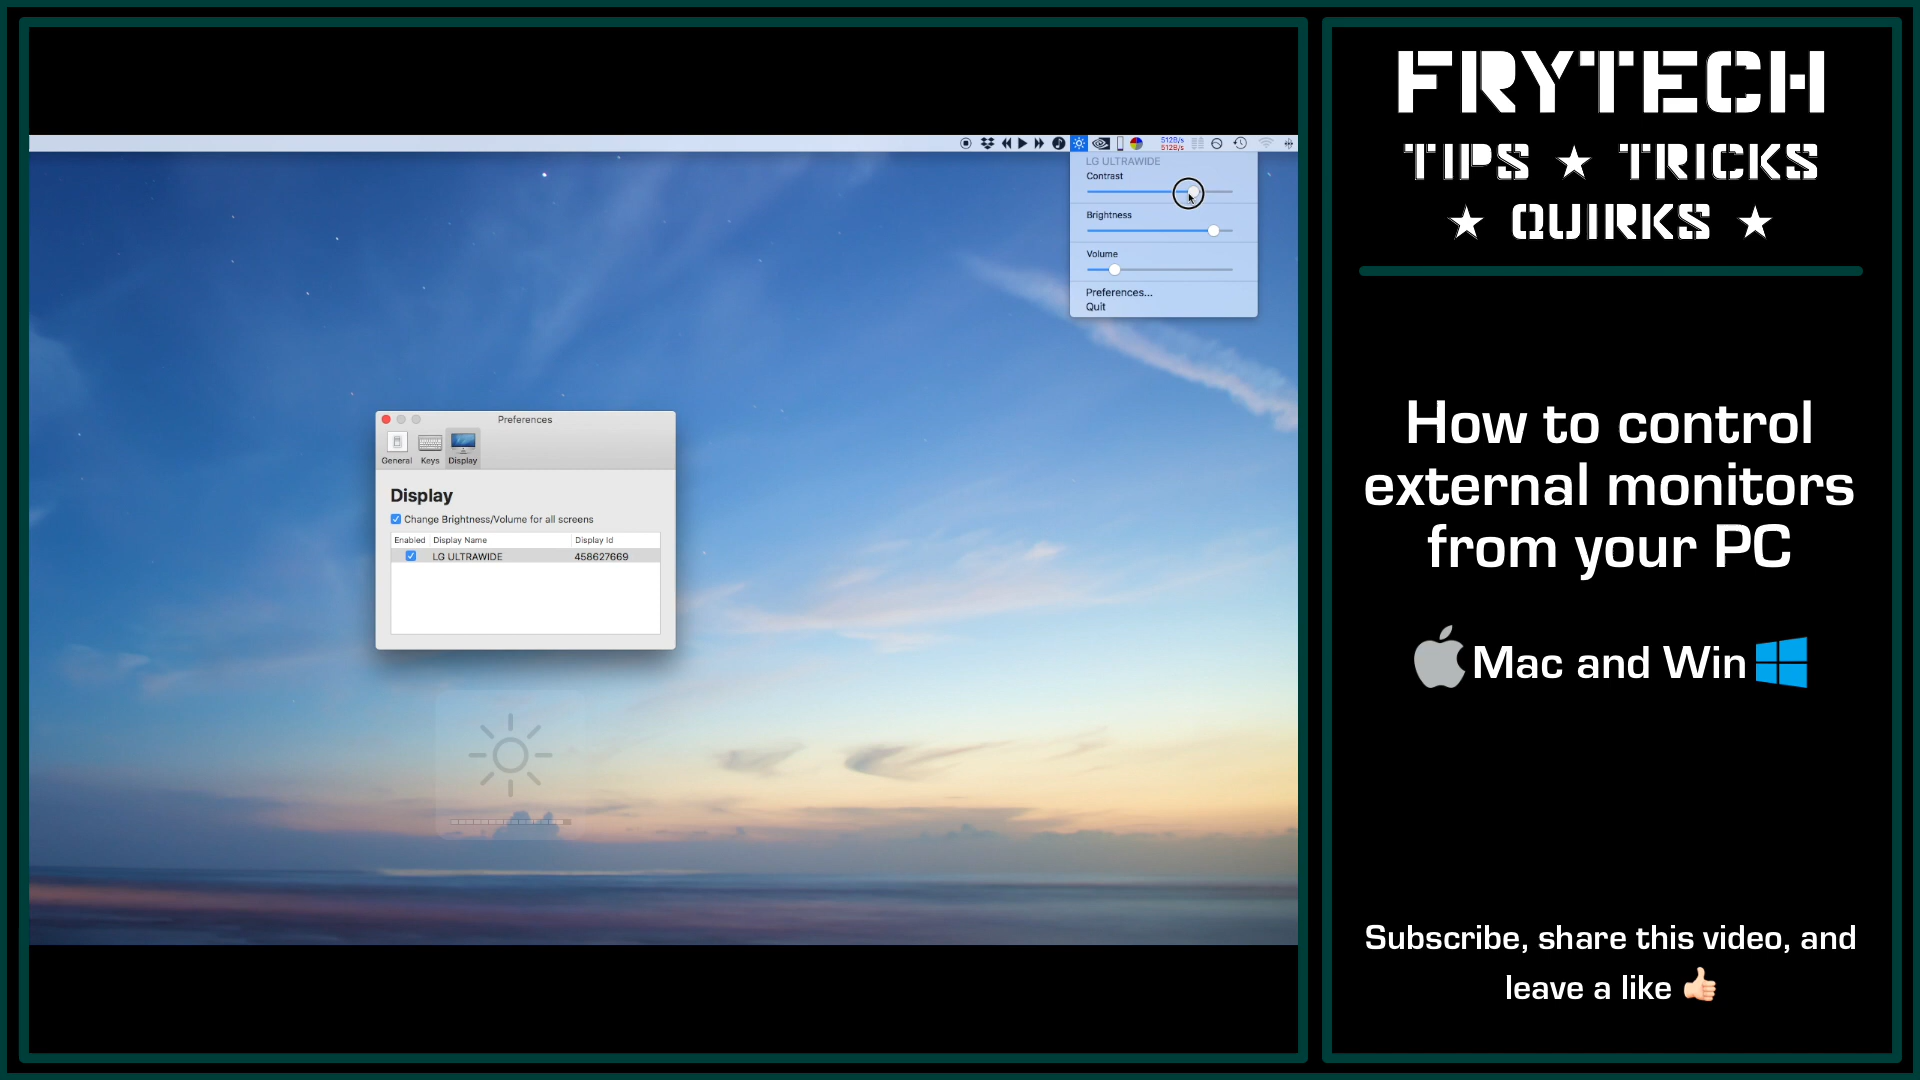 512B/s
512B/s
LG ULTRAWIDE
Contrast
Brightness
Volume
Preferences...
Quit
Preferences
General Keys Display
Display
Change Brightness/Volume for all screens
Enabled Display Name Display Id
LG ULTRAWIDE 458627669
FRYTECH
TIPS ★ TRICKS
★ QUIRKS ★
How to control
external monitors
from your PC
Mac and Win
Subscribe, share this video, and
leave a like 👍🏻